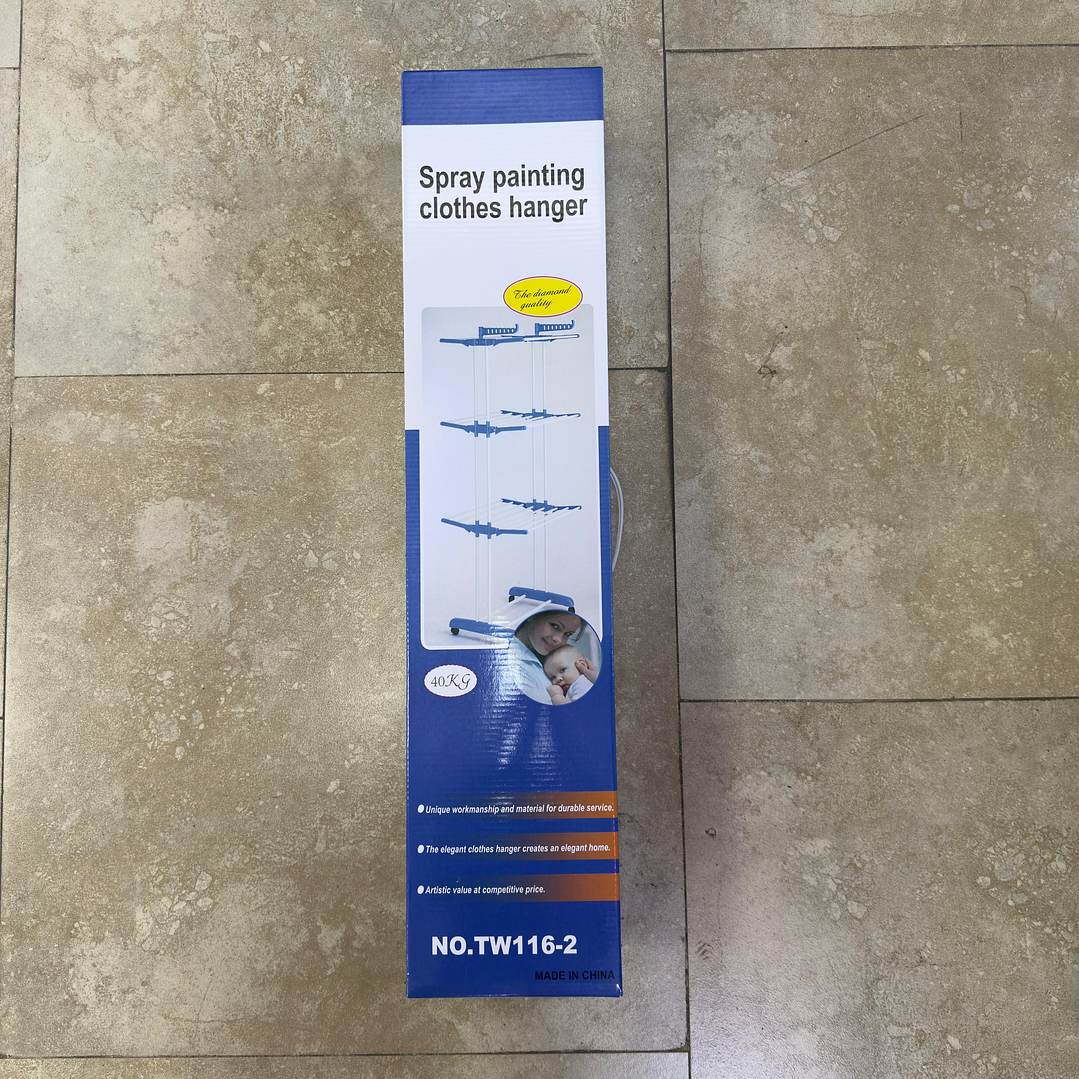 Spray painting
clothes hanger
The diamond
quality
40KG
Unique workmanship and material for durable service.
The elegant clothes hanger creates an elegant home.
Artistic value at competitive price.
NO.TW116-2
MADE IN CHINA